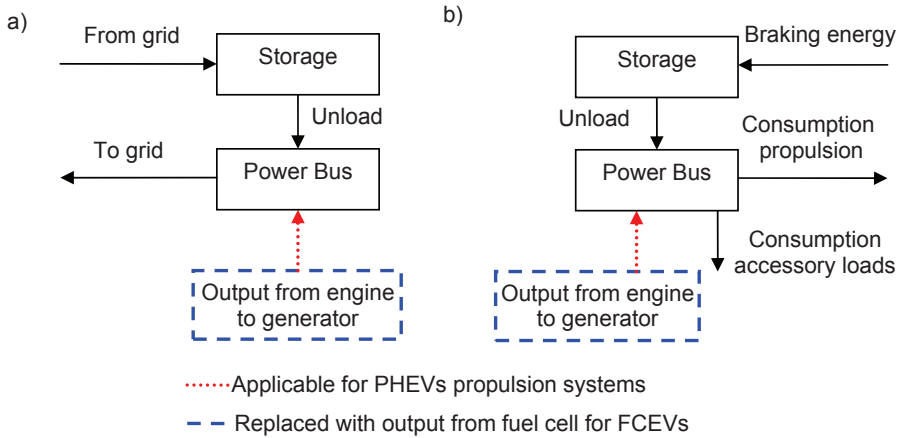 a)
From grid
Storage
Unload
To grid
Power Bus
Output from engine
to generator
b)
Braking energy
Storage
Unload
Consumption
propulsion
Power Bus
Consumption
accessory loads
Output from engine
to generator
Applicable for PHEVs propulsion systems
Replaced with output from fuel cell for FCEVs